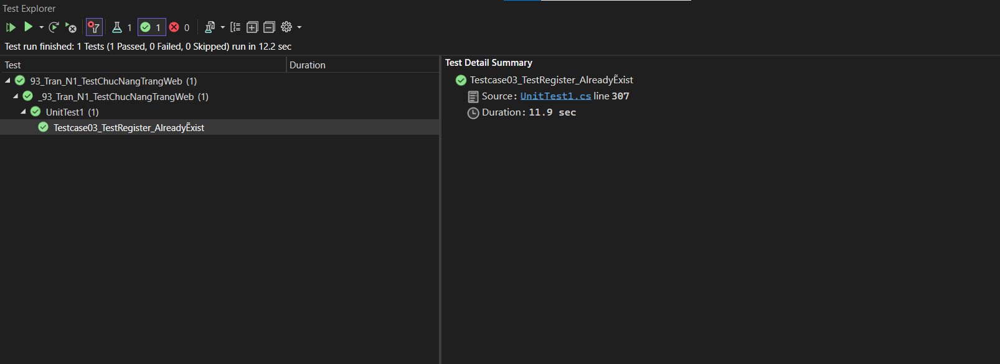 Test Explorer
1 1 0
Test run finished: 1 Tests (1 Passed, 0 Failed, 0 Skipped) run in 12.2 sec
Test Duration
93_Tran_N1_TestChucNangTrangWeb (1)
_93_Tran_N1_TestChucNangTrangWeb (1)
UnitTest1 (1)
Testcase03_TestRegister_AlreadyẼxist
Test Detail Summary
Testcase03_TestRegister_AlreadyẼxist
Source: UnitTest1.cs line 307
Duration: 11.9 sec